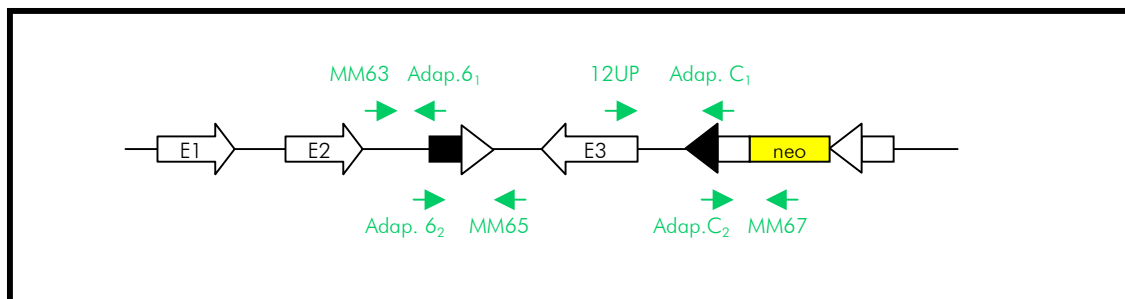 MM63 Adap.6₁ 12UP Adap. C₁
E1 E2 E3 neo
Adap. 6₂ MM65 Adap.C₂ MM67